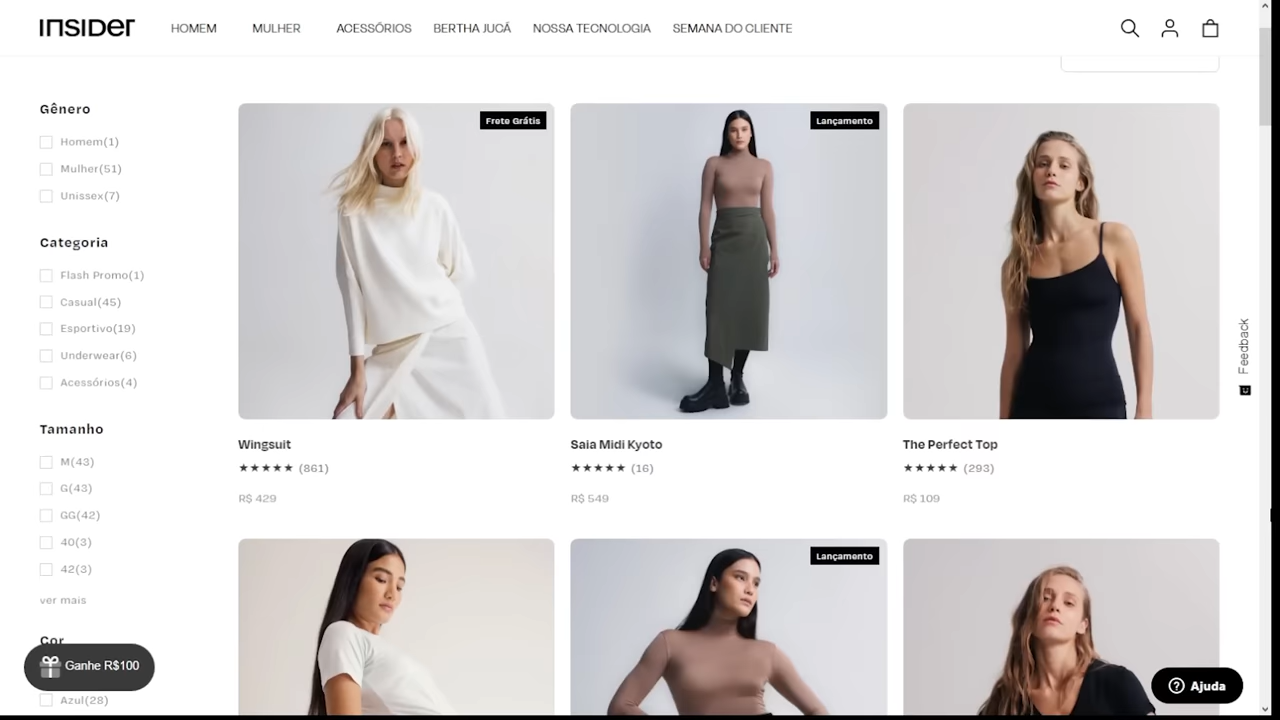 INSIDER
HOMEM
MULHER
ACESSÓRIOS
BERTHA JUCÁ
NOSSA TECNOLOGIA
SEMANA DO CLIENTE
Gênero
Homem(1)
Mulher(51)
Unissex(7)
Categoria
Flash Promo(1)
Casual(45)
Esportivo(19)
Underwear(6)
Acessórios(4)
Tamanho
M(43)
G(43)
GG(42)
40(3)
42(3)
ver mais
Cor
Azul(28)
Ganhe R$100
Frete Grátis
Wingsuit
★★★★★ (861)
R$ 429
Lançamento
Saia Midi Kyoto
★★★★★ (16)
R$ 549
The Perfect Top
★★★★★ (293)
R$ 109
Lançamento
Feedback
Ajuda